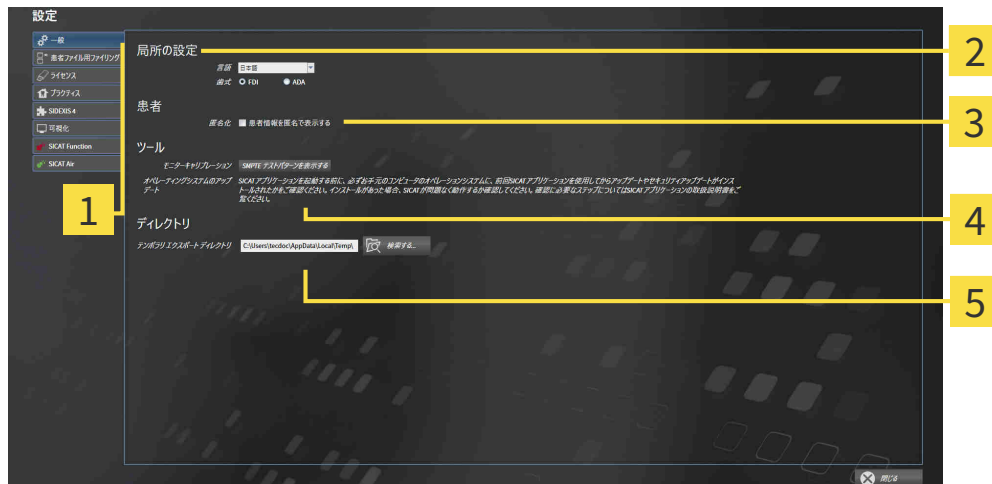 設定
一般
患者ファイル用ファイリング
ライセンス
プラクティス
SIDEXIS 4
可視化
SICAT Function
SICAT Air
1
局所の設定
言語 日本語
歯式 FDI ADA
2
患者
匿名化 患者情報を匿名で表示する
3
ツール
モニターキャリブレーション SMPTE テストパターンを表示する
オペレーティングシステムのアップデート
SICAT アプリケーションを起動する前に、必ずお手元のコンピュータのオペレーションシステムに、前回SICAT アプリケーションを使用してからアップデートやセキュリティアップデートがインス
トールされたかをご確認ください。インストールがあった場合、SICAT が問題なく動作するか確認してください。確認に必要なステップについてはSICAT アプリケーションの取扱説明書をご
覧ください。
4
ディレクトリ
テンポラリ エクスポート ディレクトリ C:\Users\tecdoc\AppData\Local\Temp\ 検索する...
5
閉じる